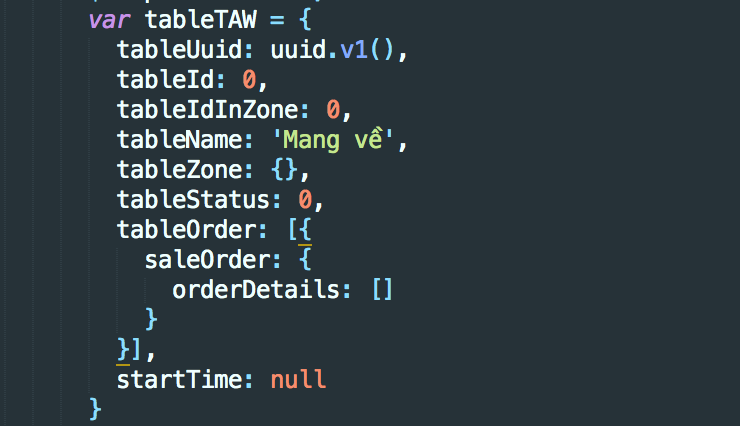 var tableTAW = {
tableUuid: uuid.v1(),
tableId: 0,
tableIdInZone: 0,
tableName: 'Mang về',
tableZone: {},
tableStatus: 0,
tableOrder: [{
saleOrder: {
orderDetails: []
}
}],
startTime: null
}